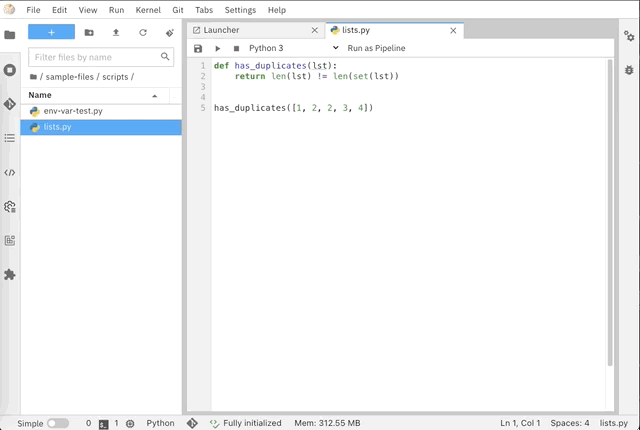 File Edit View Run Kernel Git Tabs Settings Help
+
Filter files by name
/ sample-files / scripts /
Name
env-var-test.py
lists.py
Launcher
lists.py
Python 3
Run as Pipeline
1 def has_duplicates(lst):
2 return len(lst) != len(set(lst))
3
4
5 has_duplicates([1, 2, 2, 3, 4])
Simple 0 1 Python Fully initialized Mem: 312.55 MB Ln 1, Col 1 Spaces: 4 lists.py